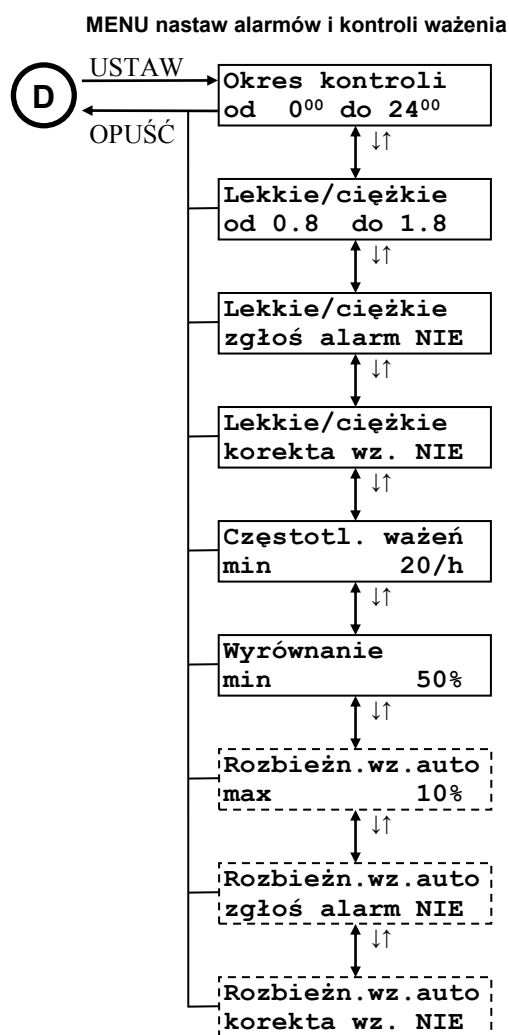 MENU nastaw alarmów i kontroli ważenia
D
USTAW
OPUŚĆ
Okres kontroli
od 0⁰⁰ do 24⁰⁰
↓↑
Lekkie/ciężkie
od 0.8 do 1.8
↓↑
Lekkie/ciężkie
zgłoś alarm NIE
↓↑
Lekkie/ciężkie
korekta wz. NIE
↓↑
Częstotl. ważeń
min 20/h
↓↑
Wyrównanie
min 50%
↓↑
Rozbieżn.wz.auto
max 10%
↓↑
Rozbieżn.wz.auto
zgłoś alarm NIE
↓↑
Rozbieżn.wz.auto
korekta wz. NIE